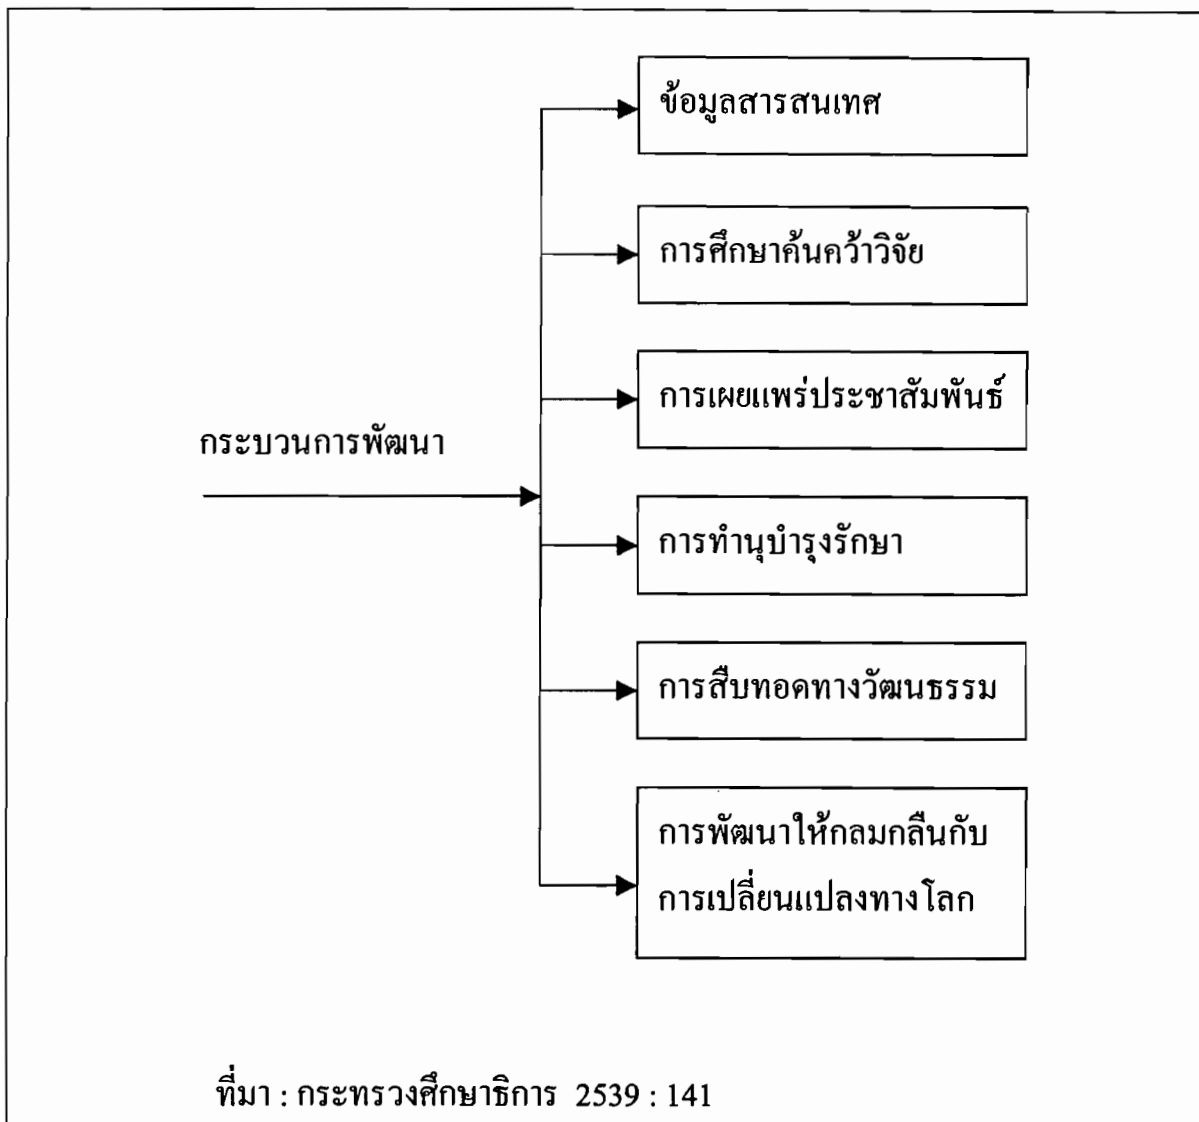 ข้อมูลสารสนเทศ
การศึกษาค้นคว้าวิจัย
การเผยแพร่ประชาสัมพันธ์
กระบวนการพัฒนา
การทำนุบำรุงรักษา
การสืบทอดทางวัฒนธรรม
การพัฒนาให้กลมกลืนกับ
การเปลี่ยนแปลงทางโลก
ที่มา : กระทรวงศึกษาธิการ 2539 : 141